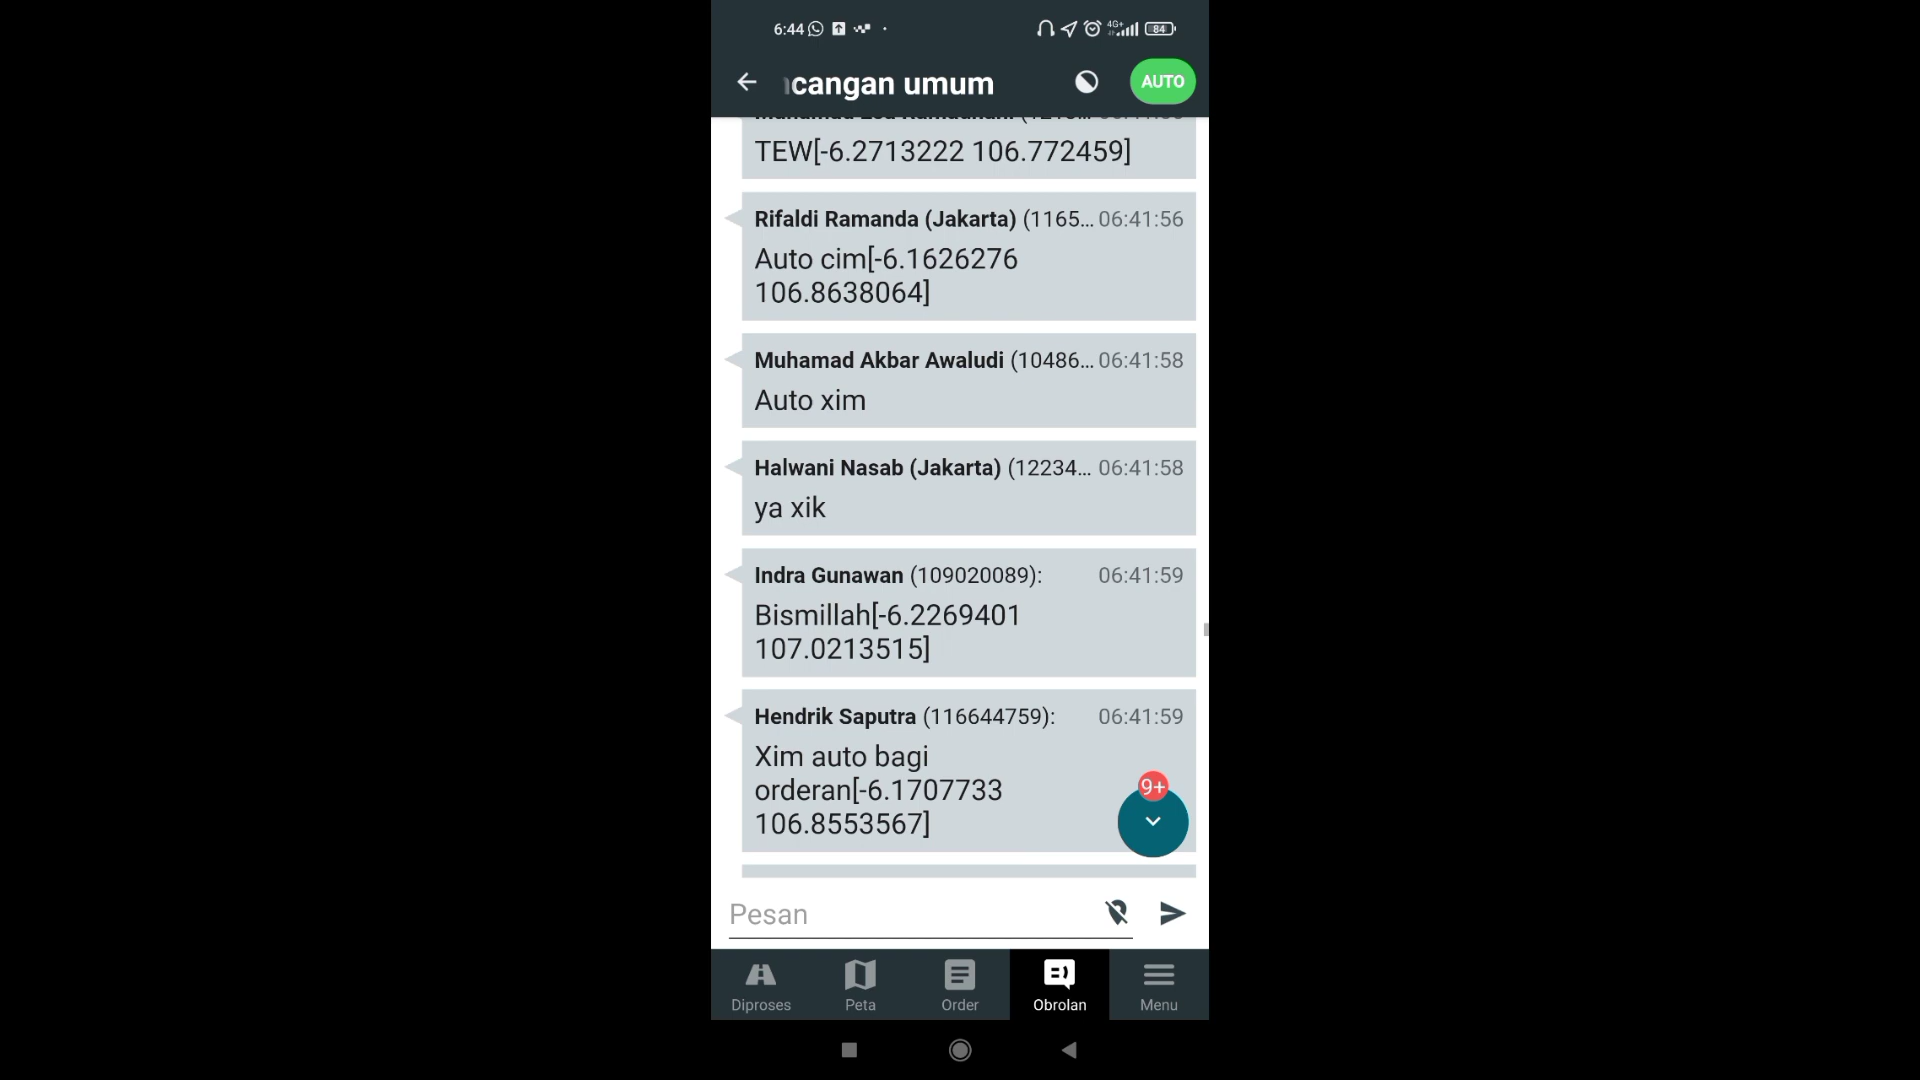 6:44
4G+
84
cangan umum
AUTO
TEW[-6.2713222 106.772459]
Rifaldi Ramanda (Jakarta) (1165... 06:41:56
Auto cim[-6.1626276
106.8638064]
Muhamad Akbar Awaludi (10486... 06:41:58
Auto xim
Halwani Nasab (Jakarta) (12234... 06:41:58
ya xik
Indra Gunawan (109020089): 06:41:59
Bismillah[-6.2269401
107.0213515]
Hendrik Saputra (116644759): 06:41:59
Xim auto bagi
orderan[-6.1707733
106.8553567]
9+
Pesan
Diproses Peta Order Obrolan Menu